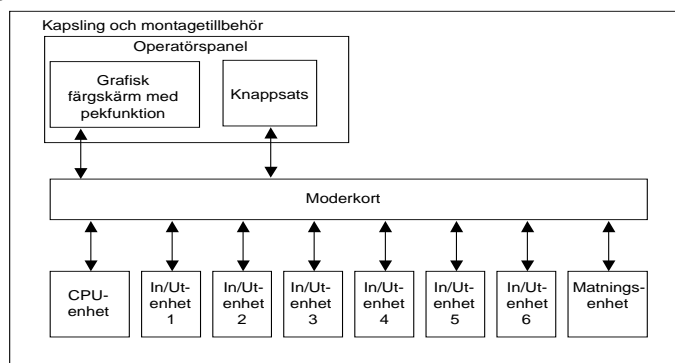 Kapsling och montagetillbehör
Operatörspanel
Grafisk
färgskärm med
pekfunktion
Knappsats
Moderkort
CPU-
enhet
In/Ut-
enhet
1
In/Ut-
enhet
2
In/Ut-
enhet
3
In/Ut-
enhet
4
In/Ut-
enhet
5
In/Ut-
enhet
6
Matnings-
enhet